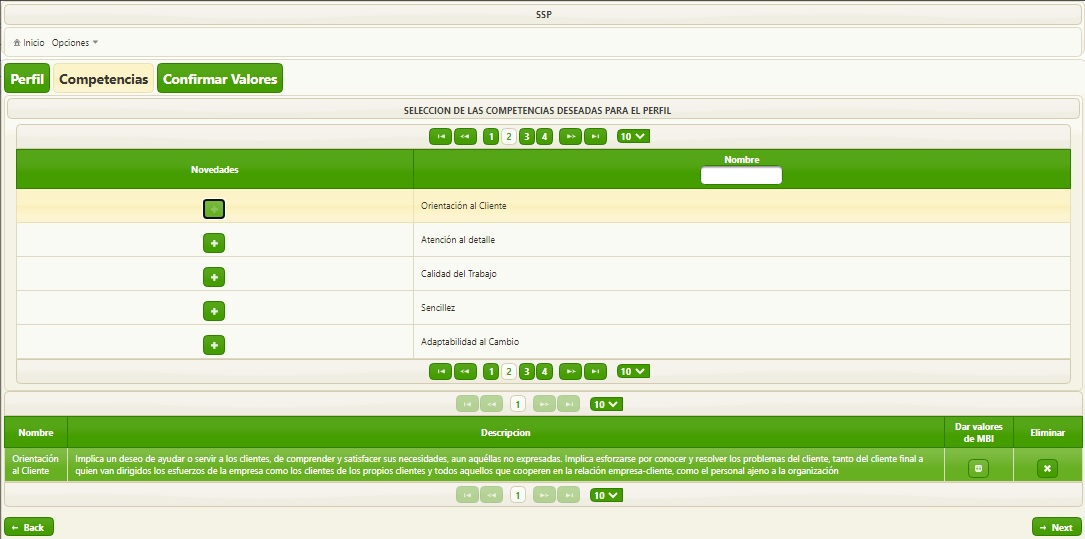 SSP
Inicio Opciones
Perfil Competencias Confirmar Valores
SELECCION DE LAS COMPETENCIAS DESEADAS PARA EL PERFIL
1 2 3 4 10
Novedades Nombre
Orientación al Cliente
Atención al detalle
Calidad del Trabajo
Sencillez
Adaptabilidad al Cambio
1 2 3 4 10
1 10
Nombre Descripcion Dar valores de MBI Eliminar
Orientación al Cliente
Implica un deseo de ayudar o servir a los clientes, de comprender y satisfacer sus necesidades, aun aquéllas no expresadas. Implica esforzarse por conocer y resolver los problemas del cliente, tanto del cliente final a
quien van dirigidos los esfuerzos de la empresa como los clientes de los propios clientes y todos aquellos que cooperen en la relación empresa-cliente, como el personal ajeno a la organización
1 10
Back Next